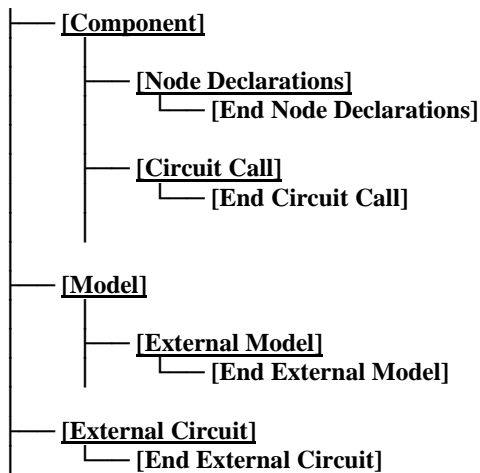 [Component]
[Node Declarations]
[End Node Declarations]
[Circuit Call]
[End Circuit Call]
[Model]
[External Model]
[End External Model]
[External Circuit]
[End External Circuit]